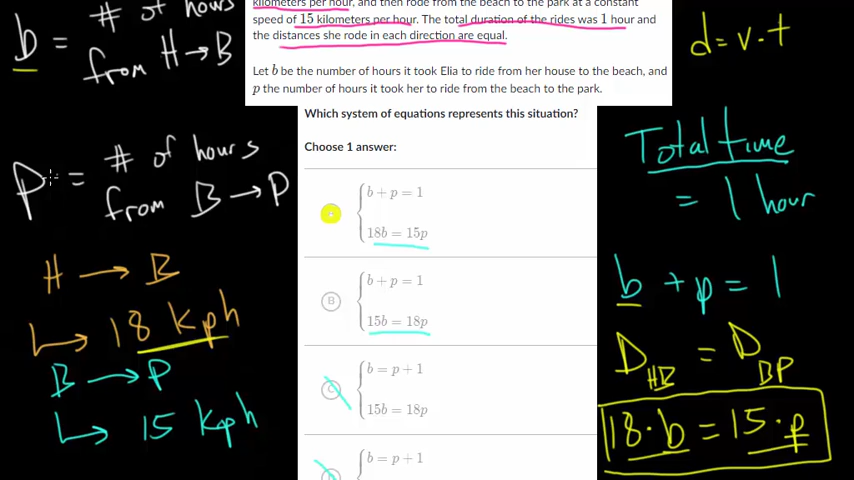 b = # of hours
from H → B
P = # of hours
from B → P
H → B
↳ 18 kph
B → P
↳ 15 kph
kilometers per hour, and then rode from the beach to the park at a constant
speed of 15 kilometers per hour. The total duration of the rides was 1 hour and
the distances she rode in each direction are equal.
Let b be the number of hours it took Elia to ride from her house to the beach, and
p the number of hours it took her to ride from the beach to the park.
Which system of equations represents this situation?
Choose 1 answer:
A
b + p = 1
18b = 15p
B
b + p = 1
15b = 18p
C
b = p + 1
15b = 18p
b = p + 1
d = v · t
Total time
= 1 hour
b + p = 1
D HB = D BP
18 · b = 15 · p